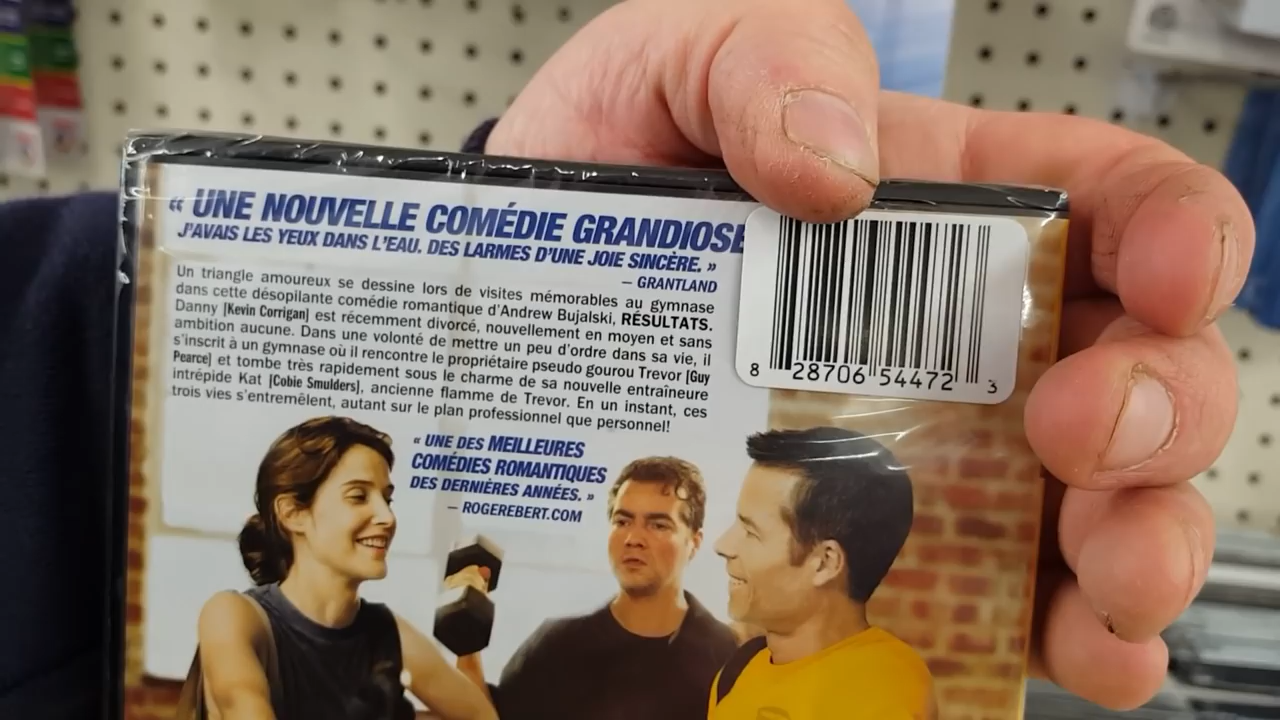 « UNE NOUVELLE COMÉDIE GRANDIOSE
J'AVAIS LES YEUX DANS L'EAU. DES LARMES D'UNE JOIE SINCÈRE. »
— GRANTLAND
Un triangle amoureux se dessine lors de visites mémorables au gymnase
dans cette désopilante comédie romantique d'Andrew Bujalski, RÉSULTATS.
Danny [Kevin Corrigan] est récemment divorcé, nouvellement en moyen et sans
ambition aucune. Dans une volonté de mettre un peu d'ordre dans sa vie, il
s'inscrit à un gymnase où il rencontre le propriétaire pseudo gourou Trevor [Guy
Pearce] et tombe très rapidement sous le charme de sa nouvelle entraîneure
intrépide Kat [Cobie Smulders], ancienne flamme de Trevor. En un instant, ces
trois vies s'entremêlent, autant sur le plan professionnel que personnel!
« UNE DES MEILLEURES
COMÉDIES ROMANTIQUES
DES DERNIÈRES ANNÉES. »
— ROGEREBERT.COM
8 28706 54472 3